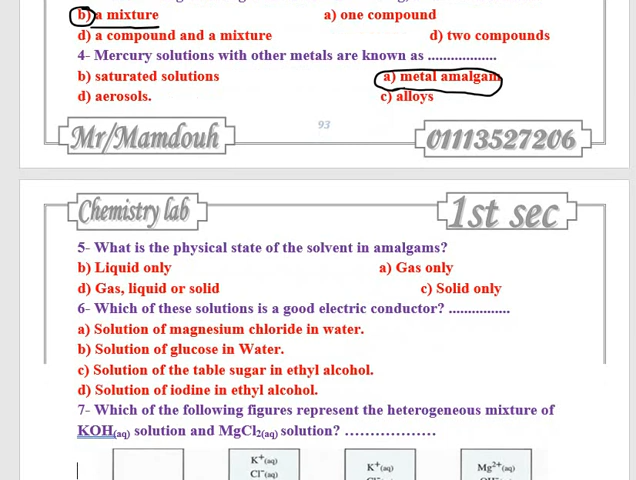 b) a mixture a) one compound
d) a compound and a mixture d) two compounds
4- Mercury solutions with other metals are known as ..................
b) saturated solutions a) metal amalgam
d) aerosols. c) alloys
Mr/Mamdouh 93 01113527206
Chemistry lab 1st sec
5- What is the physical state of the solvent in amalgams?
b) Liquid only a) Gas only
d) Gas, liquid or solid c) Solid only
6- Which of these solutions is a good electric conductor? ................
a) Solution of magnesium chloride in water.
b) Solution of glucose in Water.
c) Solution of the table sugar in ethyl alcohol.
d) Solution of iodine in ethyl alcohol.
7- Which of the following figures represent the heterogeneous mixture of
KOH(aq) solution and MgCl2(aq) solution? ………………
K+(aq) K+(aq) Mg2+(aq)
Cl-(aq)